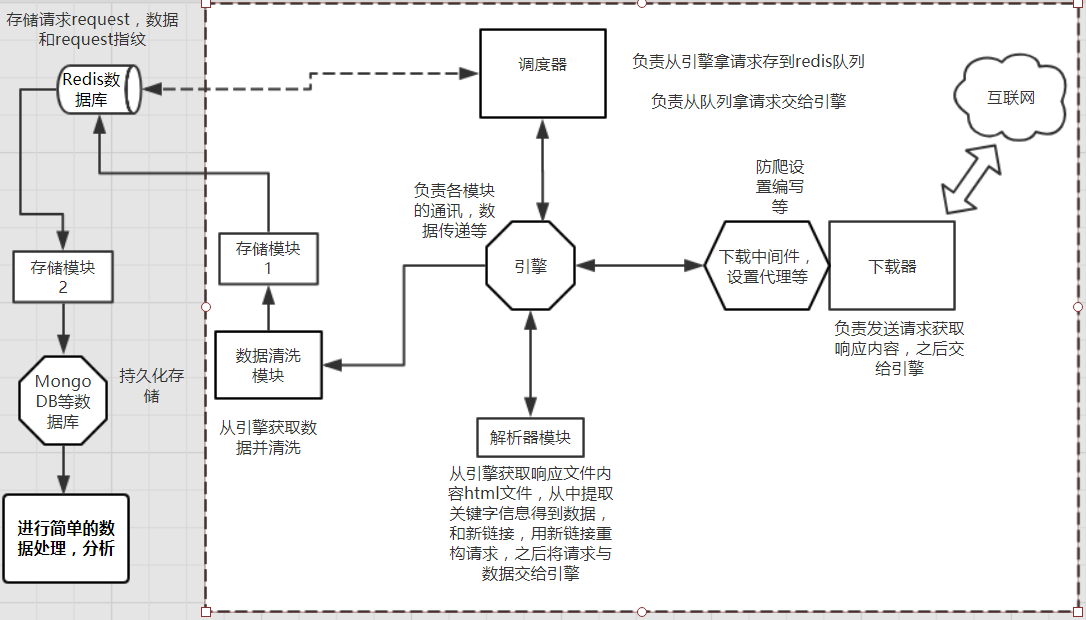 存储请求request，数据
和request指纹
Redis数
据库
调度器
负责从引擎拿请求存到redis队列
负责从队列拿请求交给引擎
互联网
防爬设
置编写
等
负责各模块
的通讯，数
据传递等
存储模块
1
存储模块
2
引擎
下载中间件，
设置代理等
下载器
负责发送请求获取
响应内容，之后交
给引擎
数据清洗
模块
Mongo
DB等数
据库
持久化存
储
从引擎获取数
据并清洗
解析器模块
从引擎获取响应文件内
容html文件，从中提取
关键字信息得到数据，
和新链接，用新链接重
构请求，之后将请求与
数据交给引擎
进行简单的数
据处理，分析